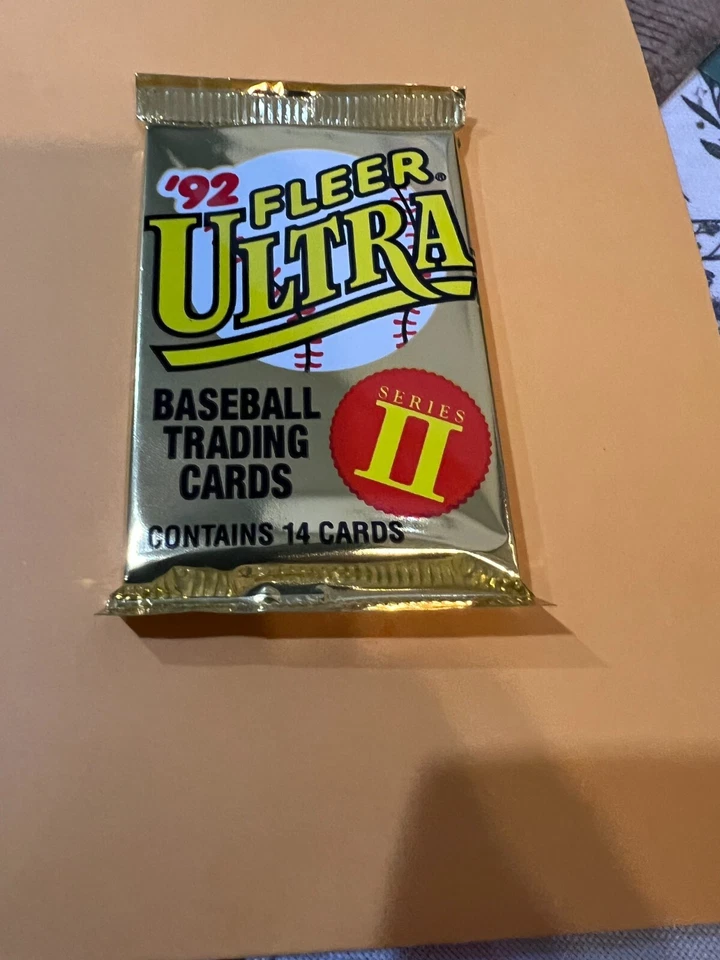 '92 FLEER®
ULTRA
BASEBALL
TRADING
CARDS
SERIES
II
CONTAINS 14 CARDS